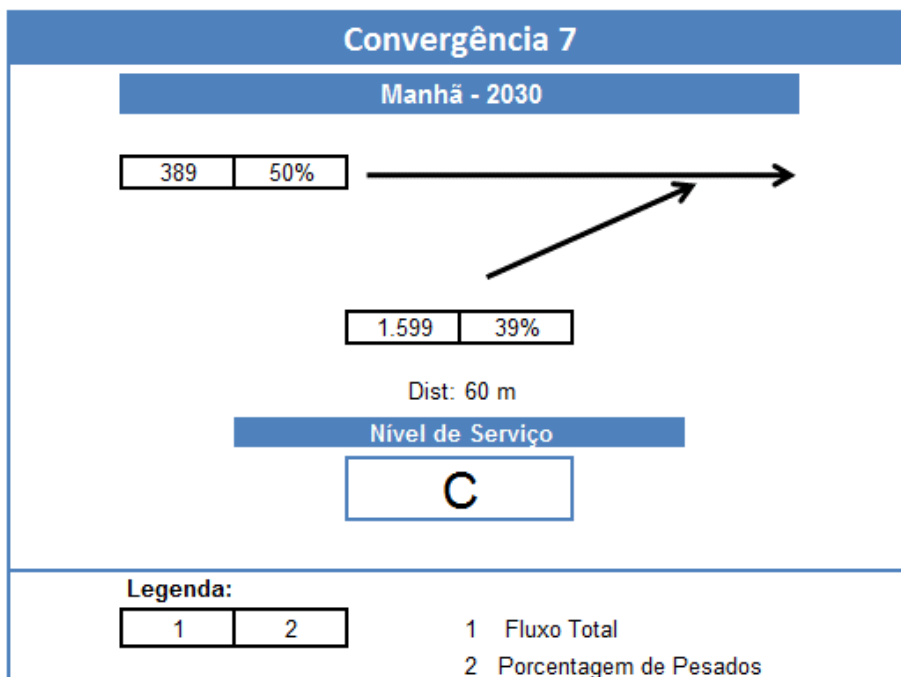 Convergência 7
Manhã - 2030
389 50%
1.599 39%
Dist: 60 m
Nível de Serviço
C
Legenda:
1 2
1 Fluxo Total
2 Porcentagem de Pesados